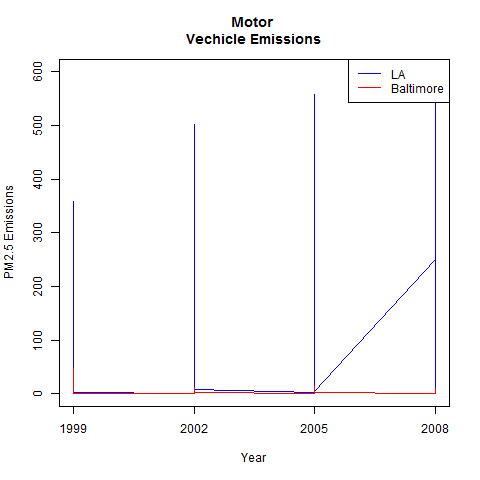 Motor
Vechicle Emissions
LA
Baltimore
600
500
400
300
200
100
0
PM2.5 Emissions
1999 2002 2005 2008
Year